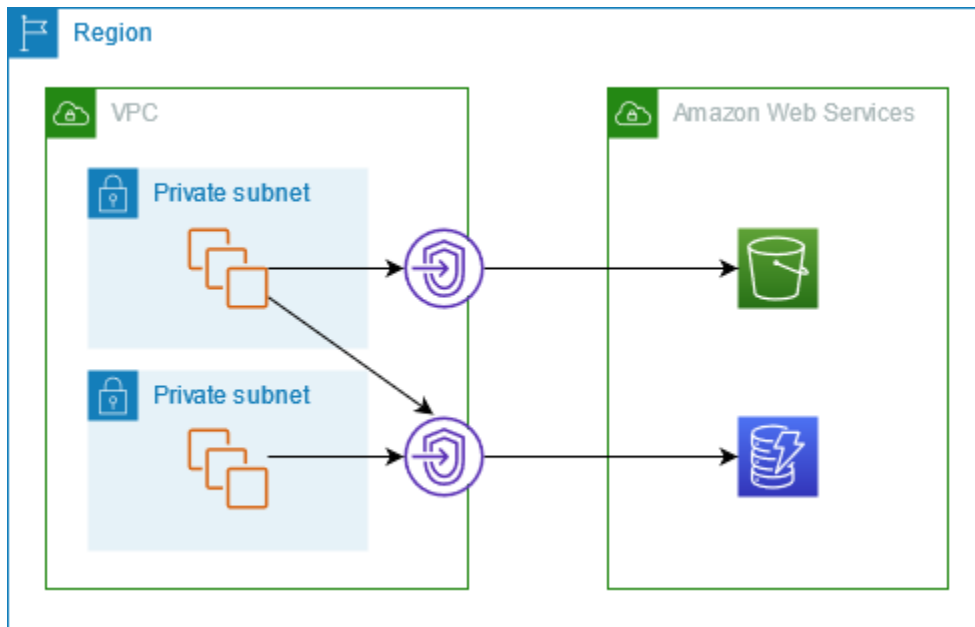 Region
VPC
Amazon Web Services
Private subnet
Private subnet